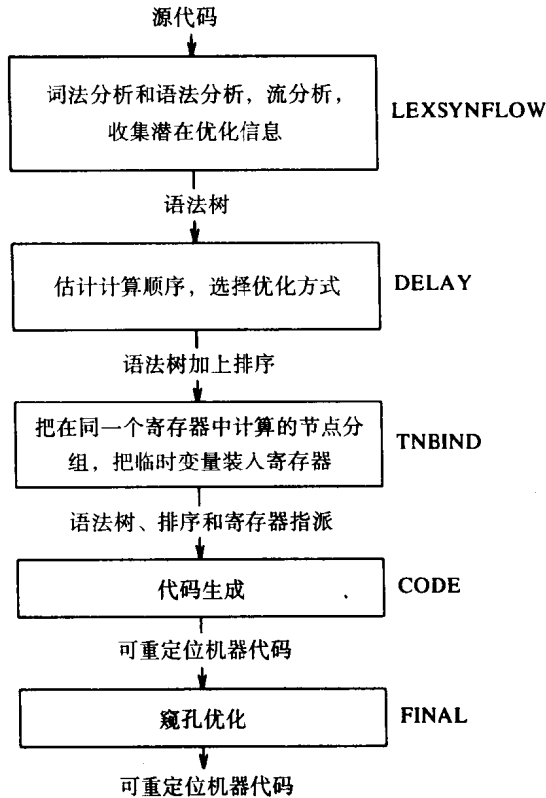 源代码
词法分析和语法分析，流分析，
收集潜在优化信息
LEXSYNFLOW
语法树
估计计算顺序，选择优化方式
DELAY
语法树加上排序
把在同一个寄存器中计算的节点分
组，把临时变量装入寄存器
TNBIND
语法树、排序和寄存器指派
代码生成
CODE
可重定位机器代码
窥孔优化
FINAL
可重定位机器代码